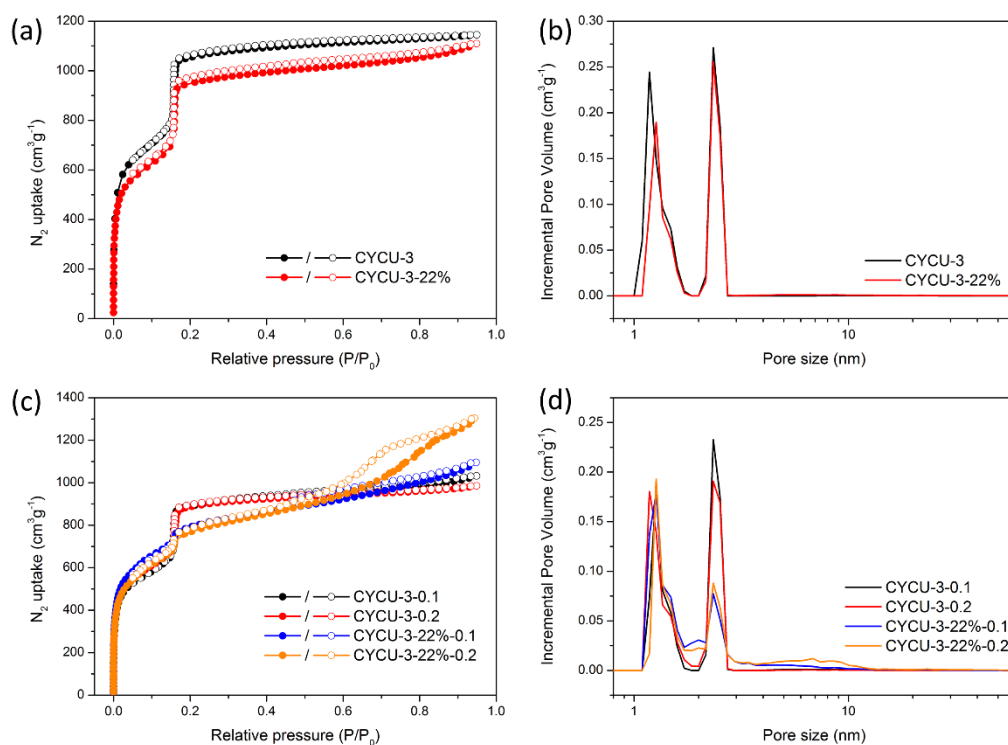 (a)
1200
1000
800
600
400
200
0
N₂ uptake (cm³g⁻¹)
/ CYCU-3
/ CYCU-3-22%
0.0 0.2 0.4 0.6 0.8 1.0
Relative pressure (P/P₀)
(b)
0.30
0.25
0.20
0.15
0.10
0.05
0.00
Incremental Pore Volume (cm³g⁻¹)
CYCU-3
CYCU-3-22%
1 10
Pore size (nm)
(c)
1400
1200
1000
800
600
400
200
0
N₂ uptake (cm³g⁻¹)
/ CYCU-3-0.1
/ CYCU-3-0.2
/ CYCU-3-22%-0.1
/ CYCU-3-22%-0.2
0.0 0.2 0.4 0.6 0.8 1.0
Relative pressure (P/P₀)
(d)
0.25
0.20
0.15
0.10
0.05
0.00
Incremental Pore Volume (cm³g⁻¹)
CYCU-3-0.1
CYCU-3-0.2
CYCU-3-22%-0.1
CYCU-3-22%-0.2
1 10
Pore size (nm)